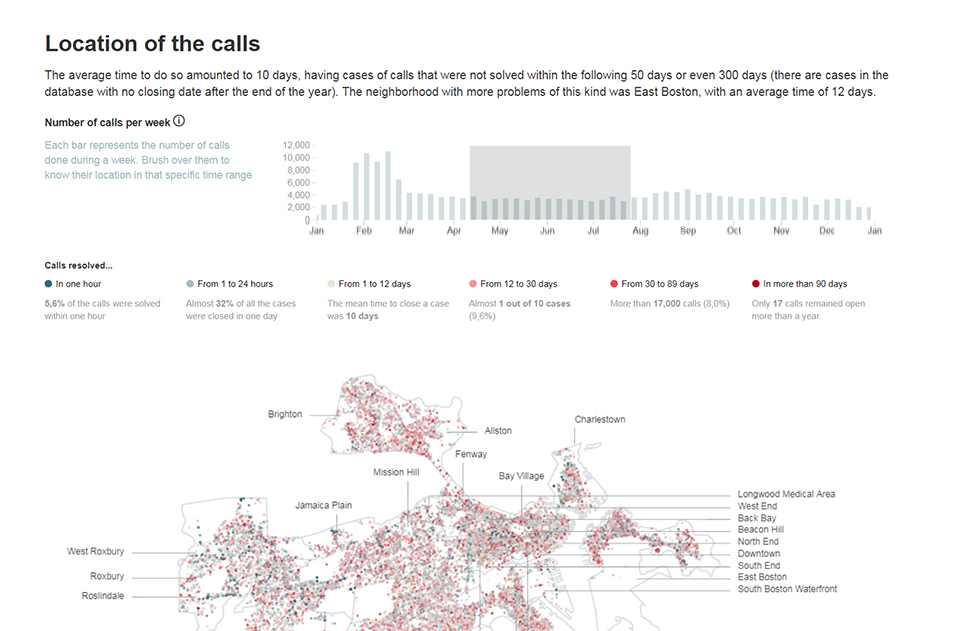 Location of the calls
The average time to do so amounted to 10 days, having cases of calls that were not solved within the following 50 days or even 300 days (there are cases in the
database with no closing date after the end of the year). The neighborhood with more problems of this kind was East Boston, with an average time of 12 days.
Number of calls per week
Each bar represents the number of calls
done during a week. Brush over them to
know their location in that specific time range
12,000
10,000
8,000
6,000
4,000
2,000
0
Jan Feb Mar Apr May Jun Jul Aug Sep Oct Nov Dec Jan
Calls resolved...
In one hour
5,6% of the calls were solved
within one hour
From 1 to 24 hours
Almost 32% of all the cases
were closed in one day
From 1 to 12 days
The mean time to close a case
was 10 days
From 12 to 30 days
Almost 1 out of 10 cases
(9,6%)
From 30 to 89 days
More than 17,000 calls (8,0%)
In more than 90 days
Only 17 calls remained open
more than a year.
Brighton
Allston
Charlestown
Fenway
Mission Hill
Bay Village
Jamaica Plain
Longwood Medical Area
West End
Back Bay
Beacon Hill
North End
Downtown
South End
East Boston
South Boston Waterfront
West Roxbury
Roxbury
Roslindale